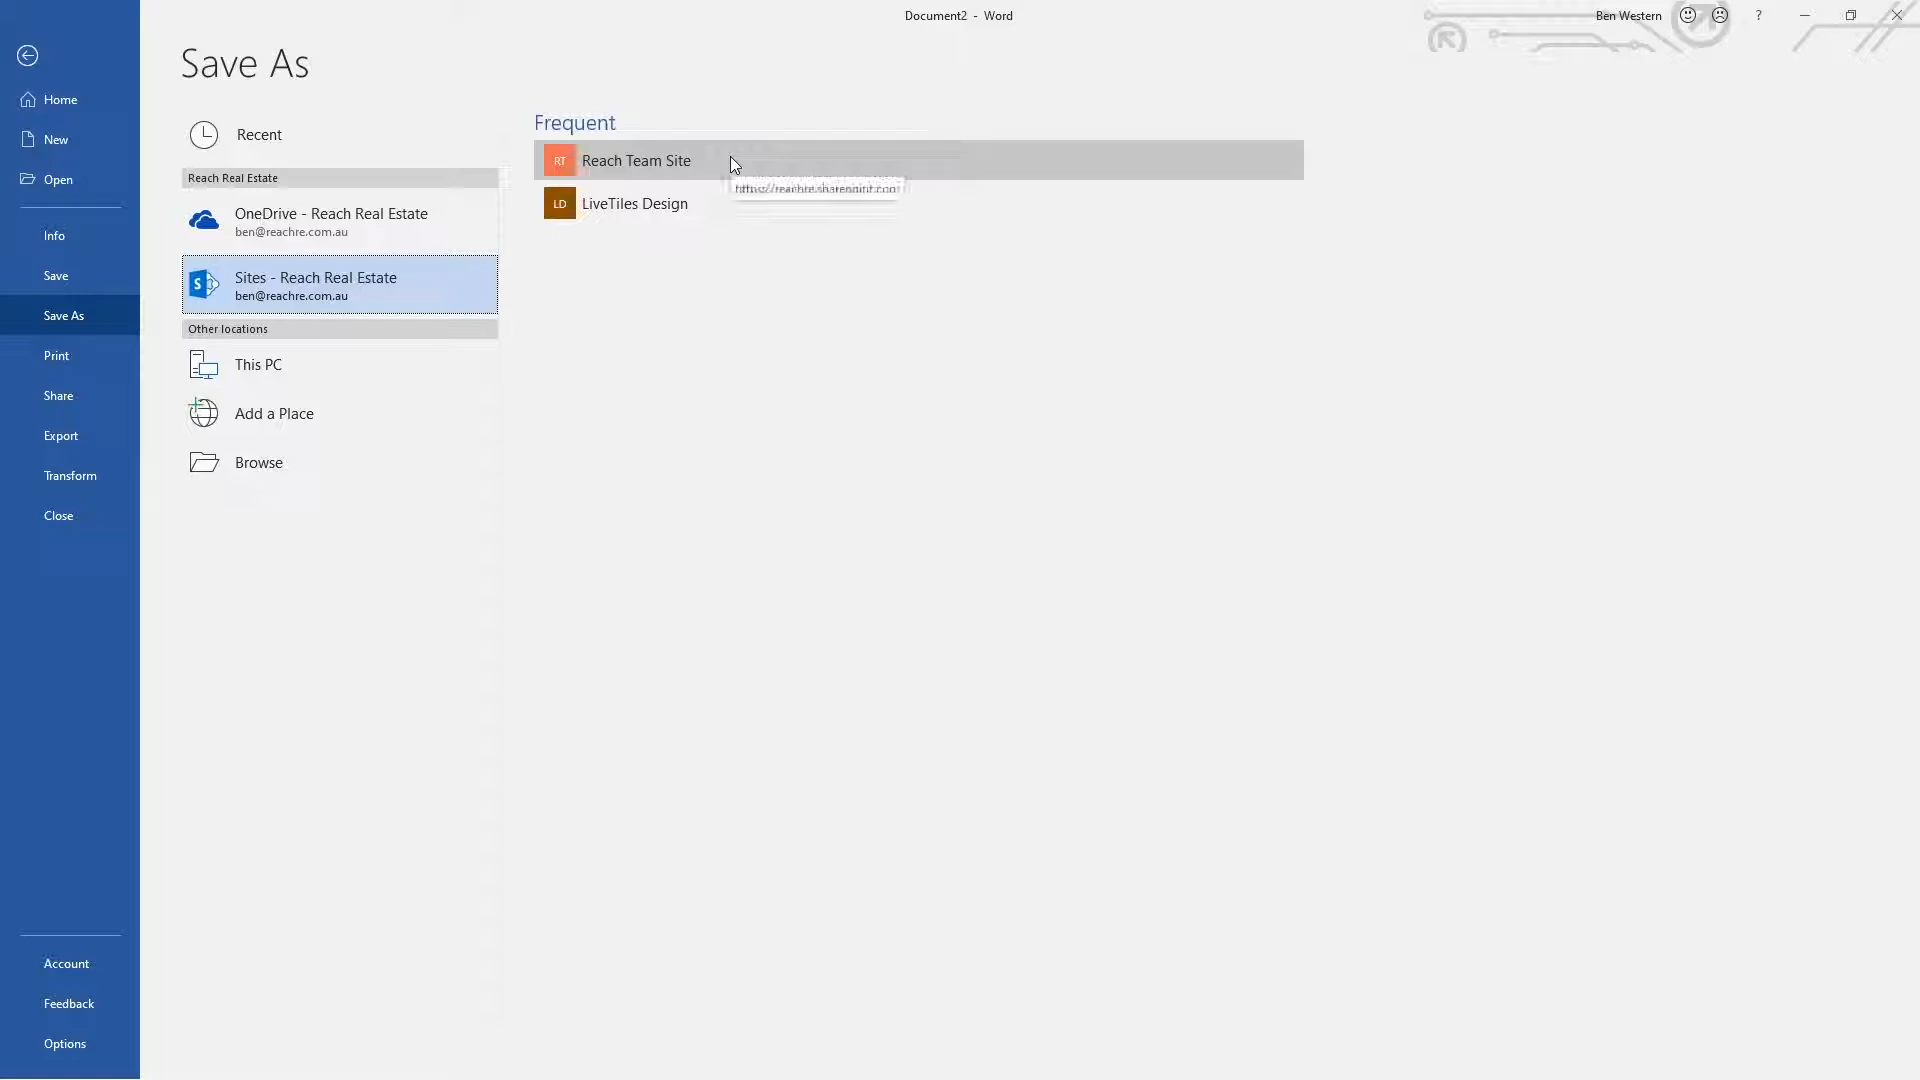 Document2 - Word
Ben Western
?
Save As
Home
New
Open
Info
Save
Save As
Print
Share
Export
Transform
Close
Account
Feedback
Options
Recent
Reach Real Estate
OneDrive - Reach Real Estate
ben@reachre.com.au
S
Sites - Reach Real Estate
ben@reachre.com.au
Other locations
This PC
Add a Place
Browse
Frequent
RT Reach Team Site
LD LiveTiles Design